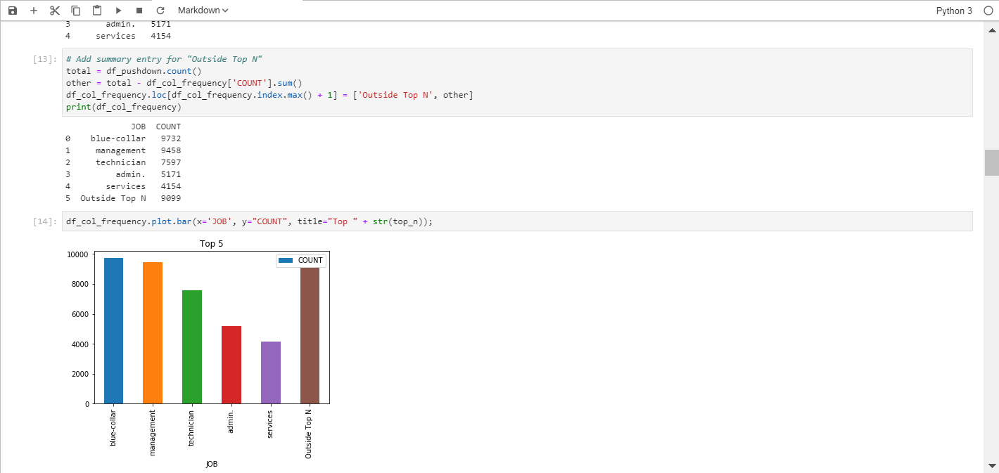 Markdown
Python 3
3 admin. 5171
4 services 4154
[13]:
# Add summary entry for "Outside Top N"
total = df_pushdown.count()
other = total - df_col_frequency['COUNT'].sum()
df_col_frequency.loc[df_col_frequency.index.max() + 1] = ['Outside Top N', other]
print(df_col_frequency)
JOB COUNT
0 blue-collar 9732
1 management 9458
2 technician 7597
3 admin. 5171
4 services 4154
5 Outside Top N 9099
[14]:
df_col_frequency.plot.bar(x='JOB', y="COUNT", title="Top " + str(top_n));
Top 5
COUNT
10000
8000
6000
4000
2000
0
blue-collar
management
technician
admin.
services
Outside Top N
JOB